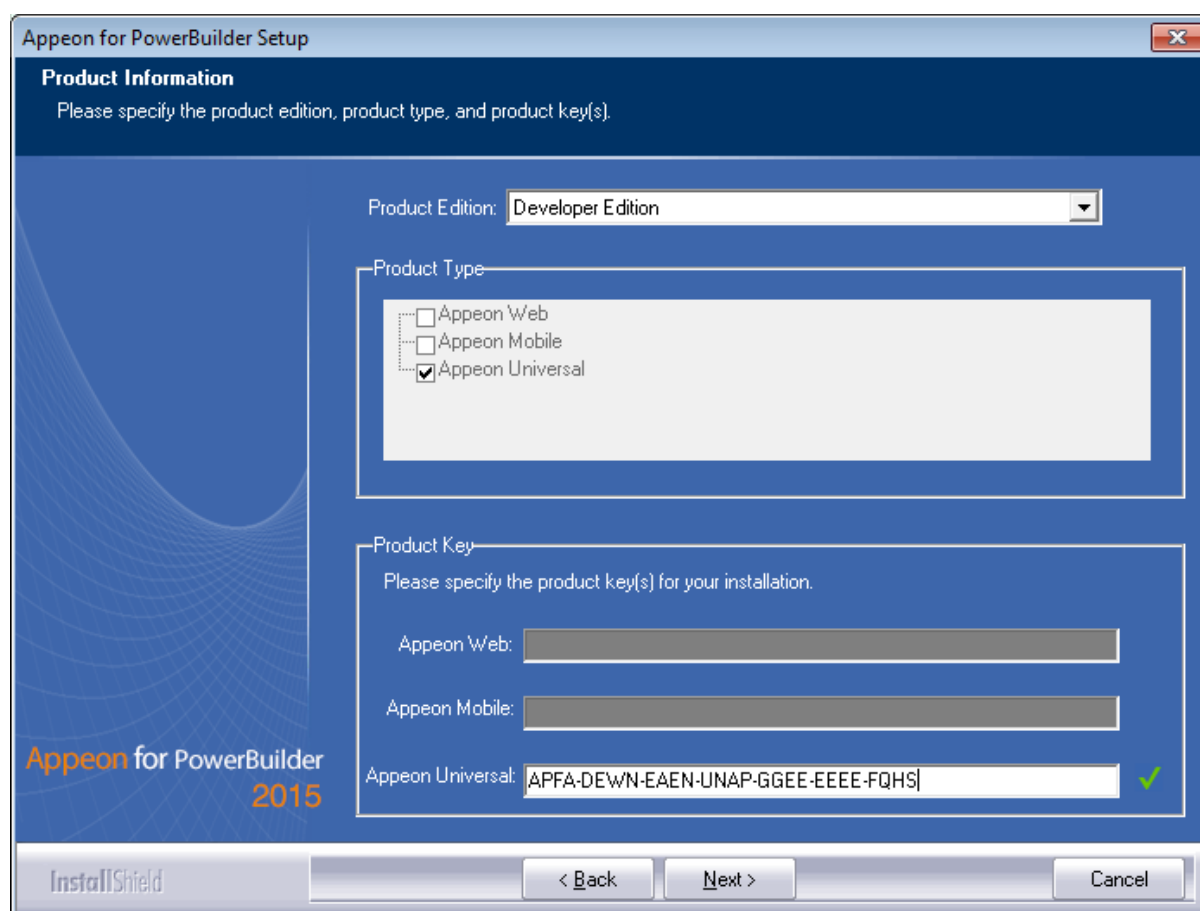 Appeon for PowerBuilder Setup
Product Information
Please specify the product edition, product type, and product key(s).
Product Edition: Developer Edition
Product Type
Appeon Web
Appeon Mobile
Appeon Universal
Product Key
Please specify the product key(s) for your installation.
Appeon Web:
Appeon Mobile:
Appeon Universal: APFA-DEWN-EAEN-UNAP-GGEE-EEEE-FQHS
Appeon for PowerBuilder
2015
InstallShield
< Back Next > Cancel